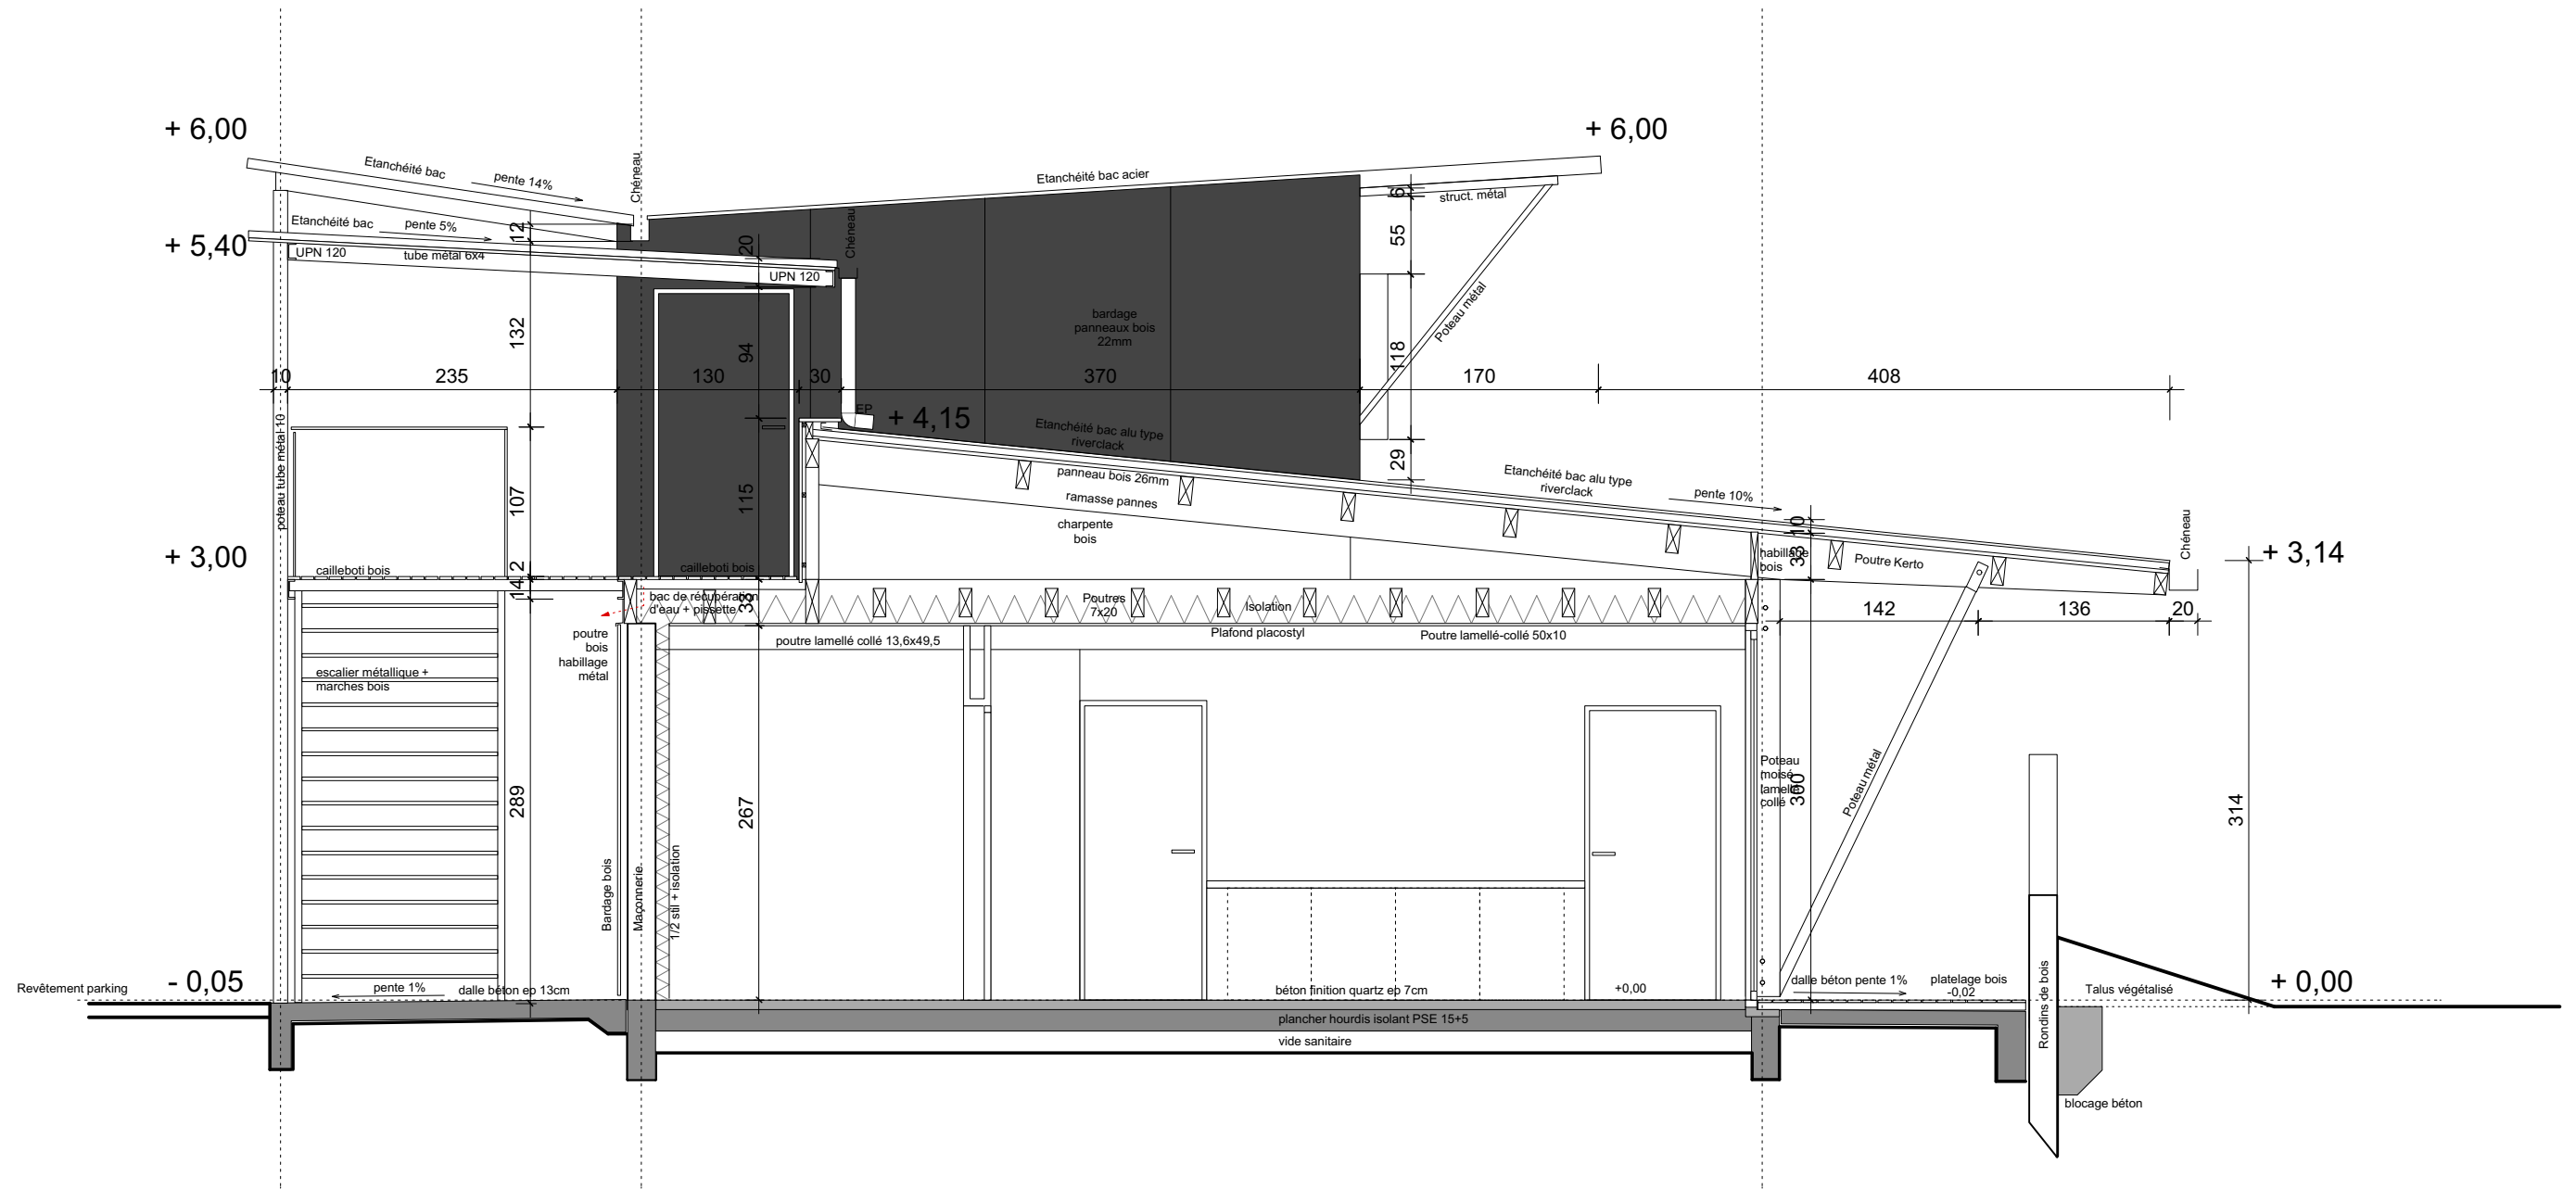 + 6,00
+ 6,00
Etanchéité bac
pente 14%
Chéneau
Etanchéité bac acier
struct. métal
6
Etanchéité bac
pente 5%
12
20
Chéneau
55
+ 5,40
UPN 120
tube métal 6x4
UPN 120
132
94
bardage
panneaux bois
22mm
118
Poteau métal
10
235
130
30
370
170
408
EP
+ 4,15
poteau tube métal 10
107
115
Etanchéité bac alu type
riverclack
29
panneau bois 26mm
ramasse pannes
charpente
bois
Etanchéité bac alu type
riverclack
pente 10%
10
Chéneau
+ 3,00
cailleboti bois
cailleboti bois
14,2
habillage
bois
33
Poutre Kerto
+ 3,14
bac de récupération
d'eau + pissette
33
Poutres
7x20
Isolation
142
136
20
poutre
bois
habillage
métal
poutre lamellé collé 13,6x49,5
Plafond placostyl
Poutre lamellé-collé 50x10
escalier métallique +
marches bois
289
267
Poteau
moisé
lamellé
collé
300
Poteau métal
314
Bardage bois
Maçonnerie
1/2 stil + isolation
Revêtement parking
- 0,05
pente 1%
dalle béton ep 13cm
béton finition quartz ep 7cm
+0,00
dalle béton pente 1%
platelage bois
-0,02
Rondins de bois
Talus végétalisé
+ 0,00
plancher hourdis isolant PSE 15+5
vide sanitaire
blocage béton